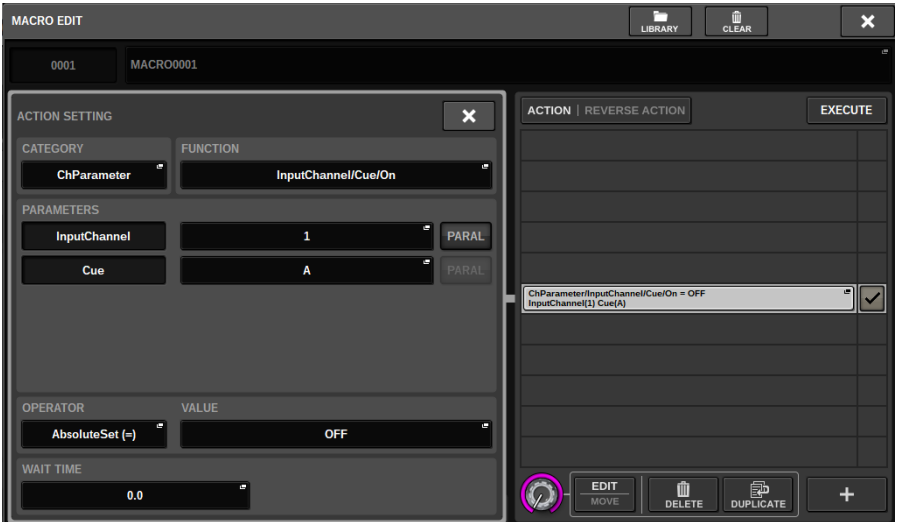 MACRO EDIT
LIBRARY
CLEAR
0001
MACRO0001
ACTION SETTING
CATEGORY
FUNCTION
ChParameter
InputChannel/Cue/On
PARAMETERS
InputChannel
1
PARAL
Cue
A
PARAL
OPERATOR
VALUE
AbsoluteSet (=)
OFF
WAIT TIME
0.0
ACTION | REVERSE ACTION
EXECUTE
ChParameter/InputChannel/Cue/On = OFF
InputChannel(1) Cue(A)
EDIT
MOVE
DELETE
DUPLICATE
+